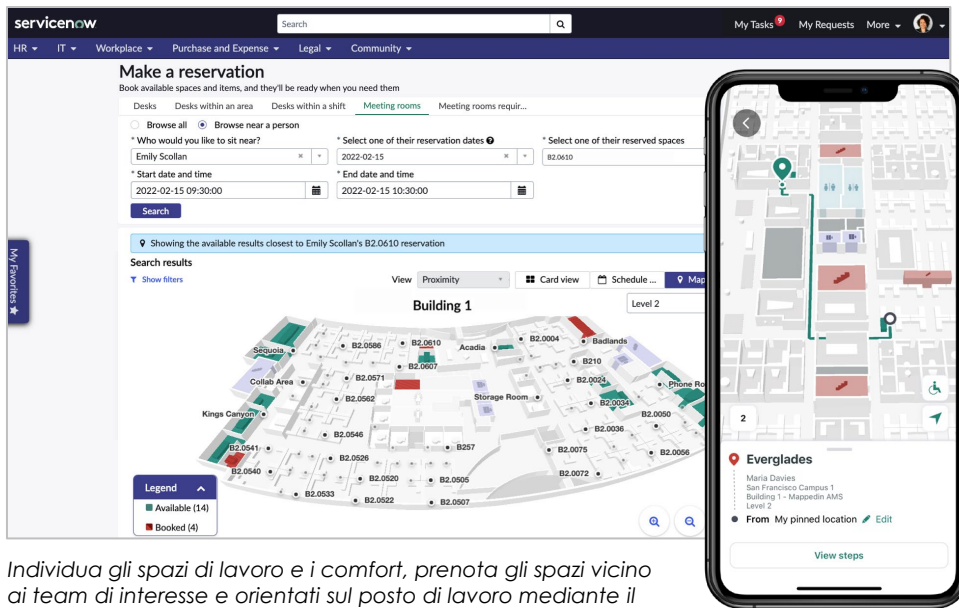 servicenow
Search
My Tasks 9 My Requests More
HR IT Workplace Purchase and Expense Legal Community
Make a reservation
Book available spaces and items, and they'll be ready when you need them
Desks Desks within an area Desks within a shift Meeting rooms Meeting rooms requir...
Browse all Browse near a person
* Who would you like to sit near? * Select one of their reservation dates * Select one of their reserved spaces
Emily Scollan 2022-02-15 B2.0610
* Start date and time * End date and time
2022-02-15 09:30:00 2022-02-15 10:30:00
Search
Showing the available results closest to Emily Scollan's B2.0610 reservation
My Favorites
Search results
Show filters View Proximity Card view Schedule ... Map
Building 1 Level 2
Sequoia B2.0586 B2.0610 Acadia B2.0004 Badlands
B2.0607 B210
Collab Area B2.0571 B2.0024 Phone Ro
B2.0562 Storage Room B2.0034
Kings Canyon B2.0050
B2.0546 B2.0036
B2.0541 B257 B2.0075 B2.0056
B2.0526
B2.0540 B2.0520 B2.0505 B2.0072
B2.0533 B2.0522 B2.0507
Legend
Available (14)
Booked (4)
2
Everglades
Maria Davies
San Francisco Campus 1
Building 1 - Mappedin AMS
Level 2
From My pinned location Edit
View steps
Individua gli spazi di lavoro e i comfort, prenota gli spazi vicino
ai team di interesse e orientati sul posto di lavoro mediante il